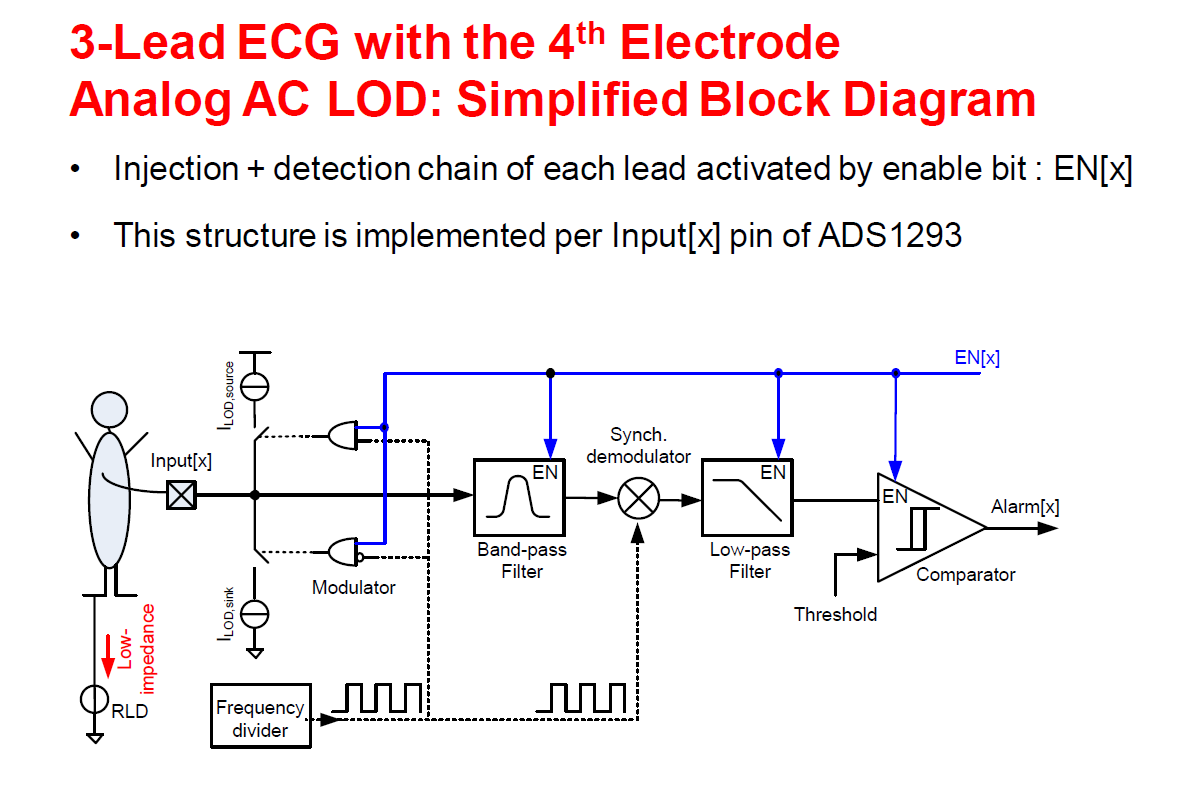 3-Lead ECG with the 4th Electrode
Analog AC LOD: Simplified Block Diagram
• Injection + detection chain of each lead activated by enable bit : EN[x]
• This structure is implemented per Input[x] pin of ADS1293
EN[x]
ILOD,source
Synch.
demodulator
Input[x]
EN
EN
EN
Alarm[x]
Band-pass
Filter
Low-pass
Filter
Comparator
Modulator
Threshold
ILOD,sink
Low-
impedance
RLD
Frequency
divider